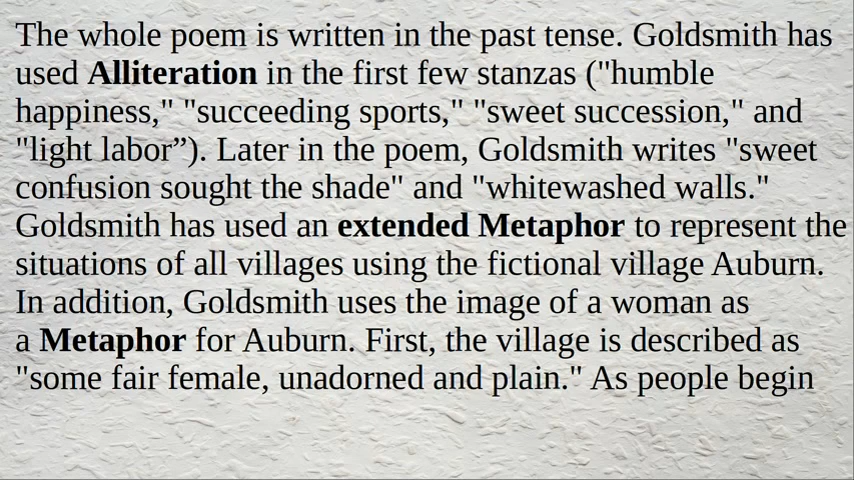 The whole poem is written in the past tense. Goldsmith has
used Alliteration in the first few stanzas ("humble
happiness," "succeeding sports," "sweet succession," and
"light labor”). Later in the poem, Goldsmith writes "sweet
confusion sought the shade" and "whitewashed walls."
Goldsmith has used an extended Metaphor to represent the
situations of all villages using the fictional village Auburn.
In addition, Goldsmith uses the image of a woman as
a Metaphor for Auburn. First, the village is described as
"some fair female, unadorned and plain." As people begin